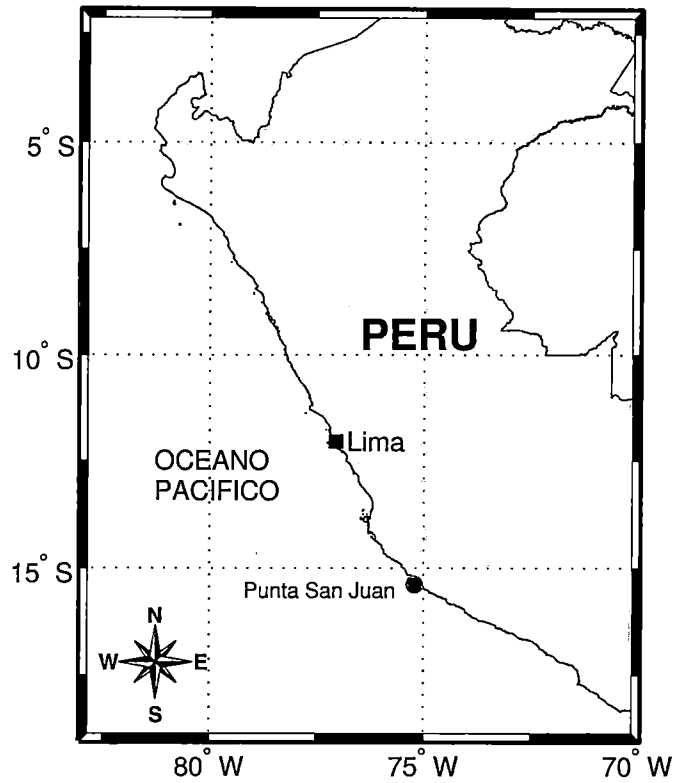 5° S
PERU
10° S
Lima
OCEANO
PACIFICO
15° S
Punta San Juan
N
W E
S
80° W 75° W 70° W